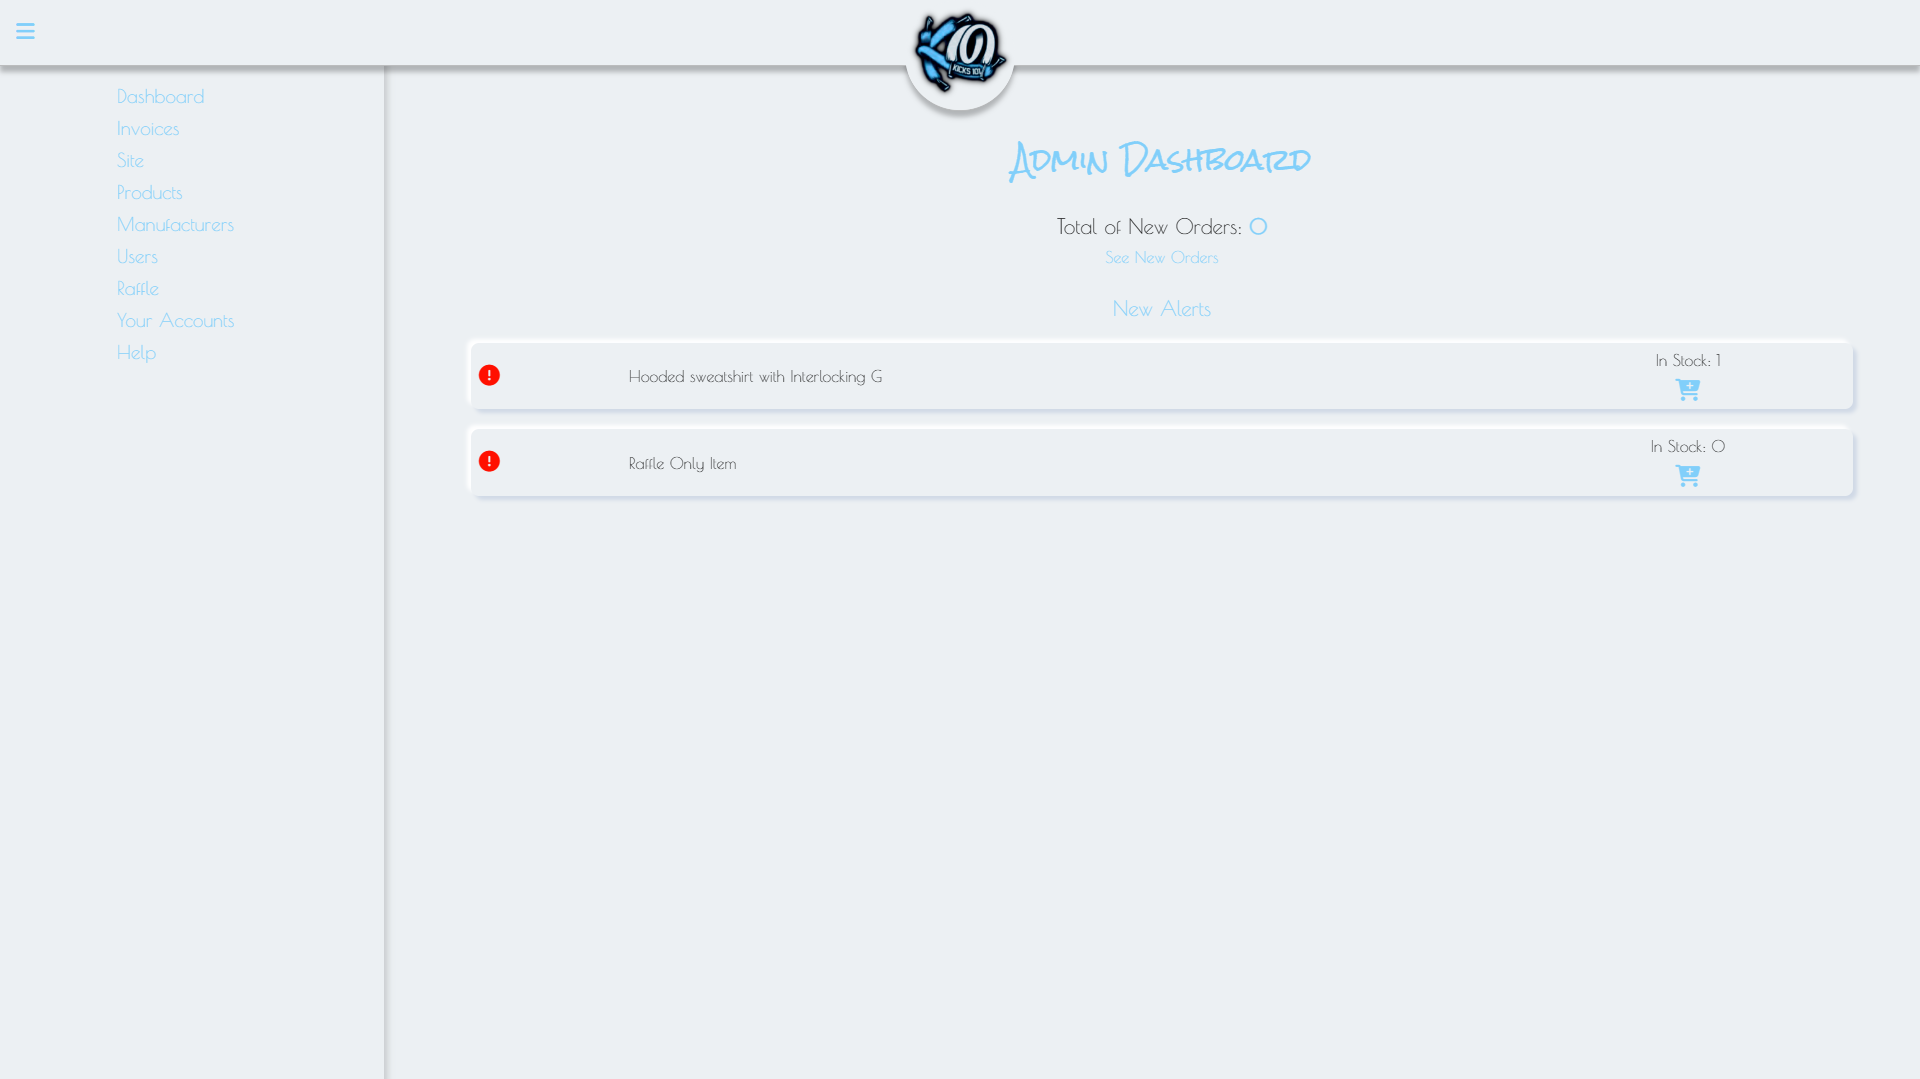 KO
KICKS 101
Dashboard
Invoices
Site
Products
Manufacturers
Users
Raffle
Your Accounts
Help
Admin Dashboard
Total of New Orders: 0
See New Orders
New Alerts
Hooded sweatshirt with Interlocking G
In Stock: 1
Raffle Only Item
In Stock: 0